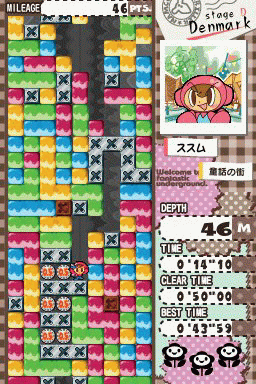 MILEAGE 46 PTS.
stage D
Denmark
ススム
Welcome to
fantastic
underground.
童話の街
DEPTH
46 M
TIME
0'14"10
CLEAR TIME
0'50"00
BEST TIME
0'43"59